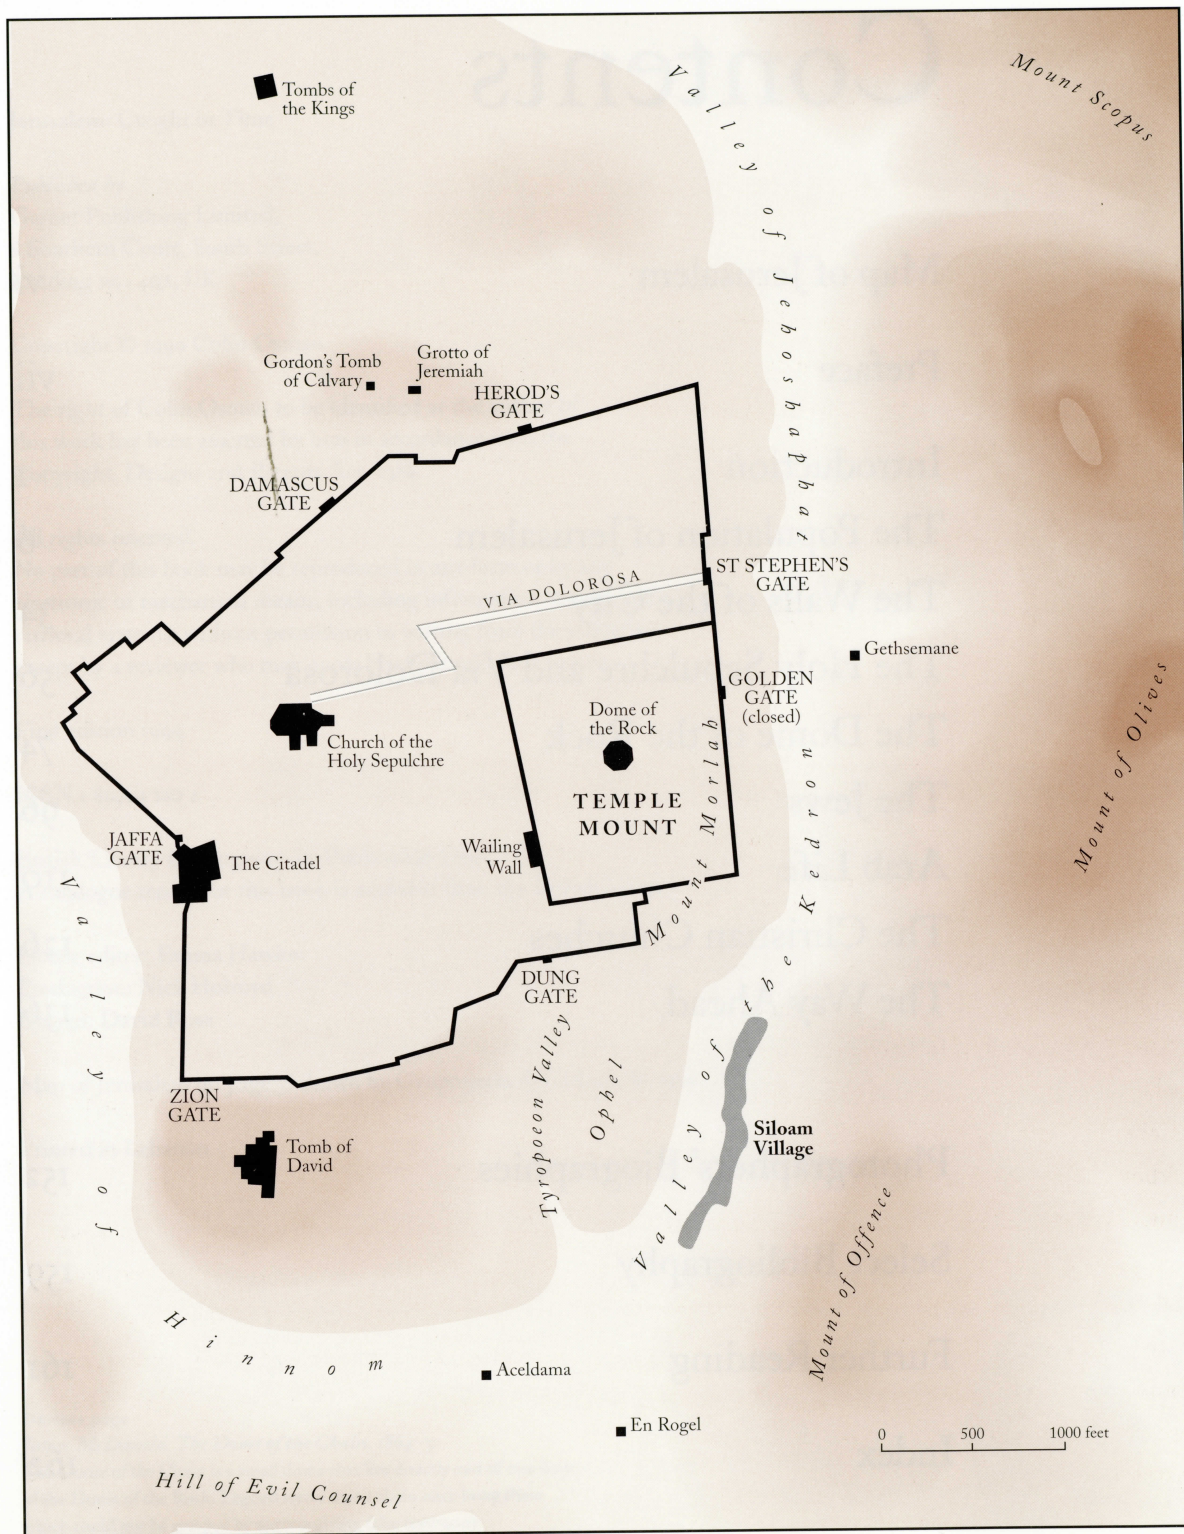 Tombs of
the Kings
Mount Scopus
Valley of Jehoshaphat
Gordon's Tomb
of Calvary
Grotto of
Jeremiah
HEROD'S
GATE
DAMASCUS
GATE
VIA DOLOROSA
ST STEPHEN'S
GATE
Gethsemane
GOLDEN
GATE
(closed)
Dome of
the Rock
TEMPLE
MOUNT
Mount Morlah
Church of the
Holy Sepulchre
Mount of Olives
JAFFA
GATE
The Citadel
Wailing
Wall
Valley of the Kedron
DUNG
GATE
Tyropoeon Valley
Ophel
Siloam
Village
ZION
GATE
Tomb of
David
Valley of Hinnom
Mount of Offence
Aceldama
En Rogel
0 500 1000 feet
Hill of Evil Counsel